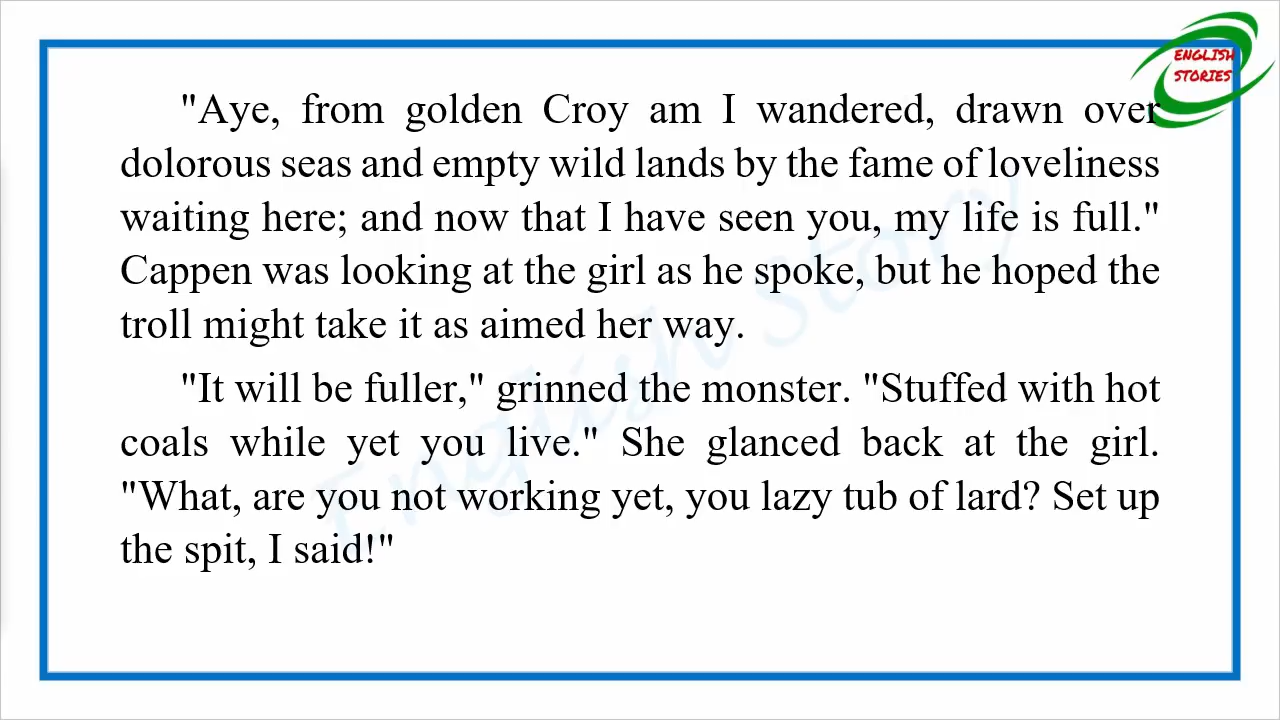 ENGLISH
STORIES
"Aye, from golden Croy am I wandered, drawn over
dolorous seas and empty wild lands by the fame of loveliness
waiting here; and now that I have seen you, my life is full."
Cappen was looking at the girl as he spoke, but he hoped the
troll might take it as aimed her way.
"It will be fuller," grinned the monster. "Stuffed with hot
coals while yet you live." She glanced back at the girl.
"What, are you not working yet, you lazy tub of lard? Set up
the spit, I said!"
English Story